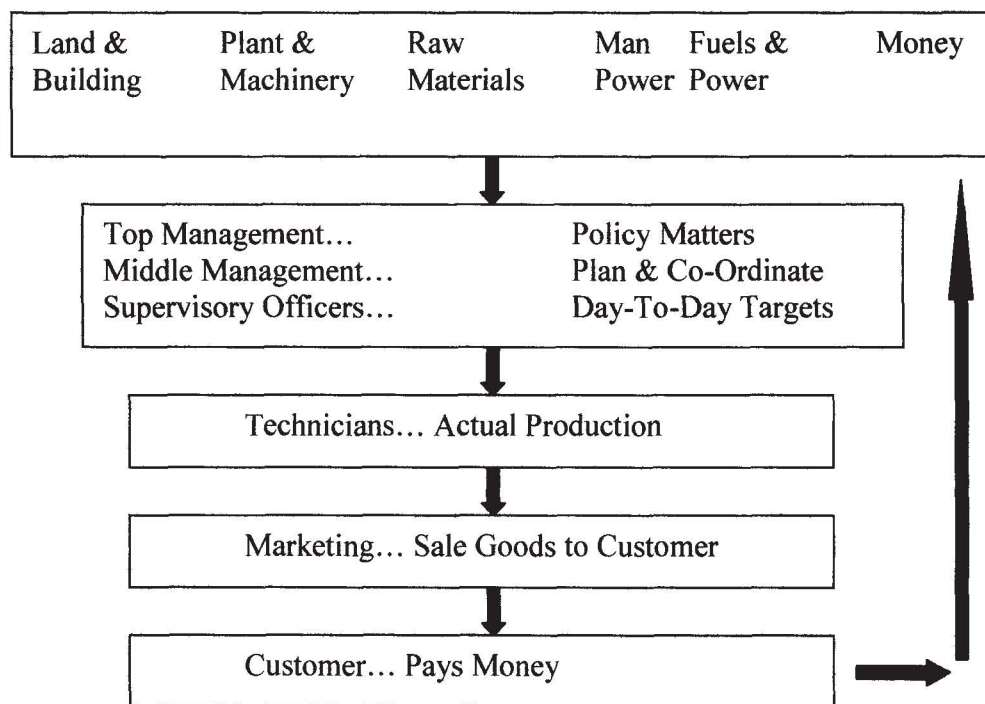 Land & Plant & Raw Man Fuels & Money
Building Machinery Materials Power Power
Top Management… Policy Matters
Middle Management… Plan & Co-Ordinate
Supervisory Officers… Day-To-Day Targets
Technicians… Actual Production
Marketing… Sale Goods to Customer
Customer… Pays Money